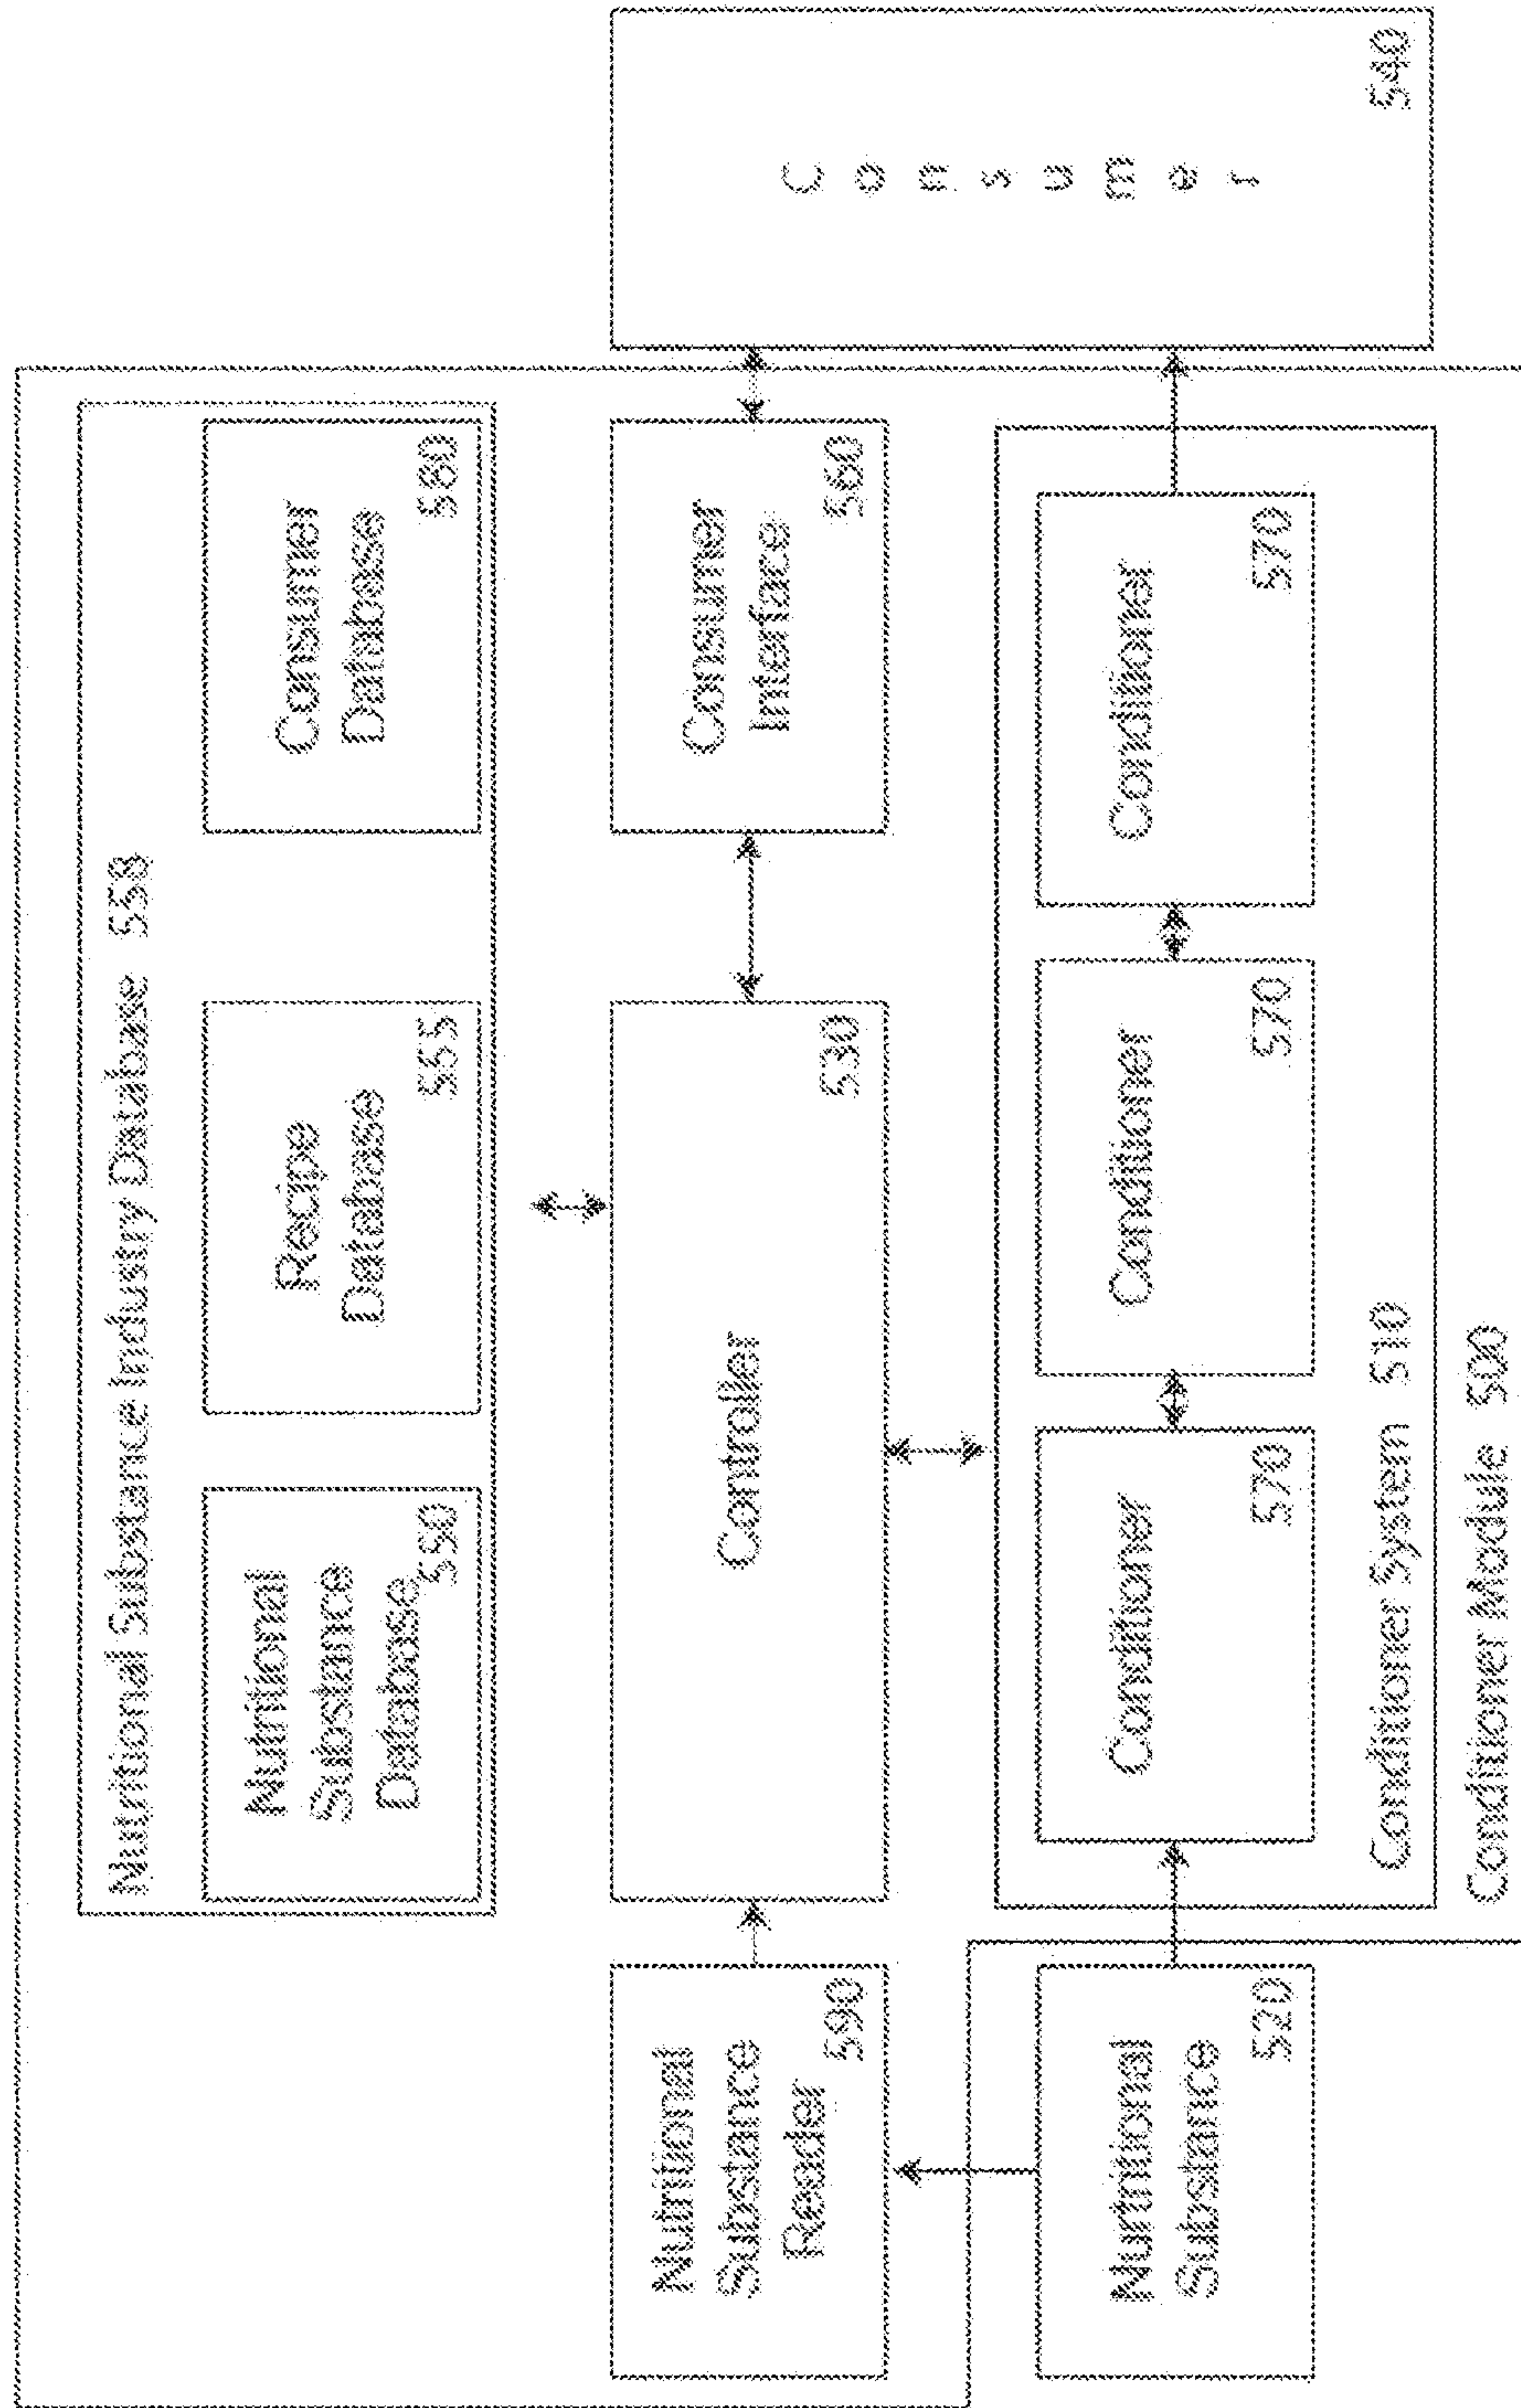 Nutritional Substance Industry Database 558
Nutritional
Substance
Database
550
Recipe
Database
555
Consumer
Database
580
Nutritional
Substance
Reader
590
Controller
530
Consumer
Interface
560
Consumer
540
Nurtritional
Substance
520
Conditioner
570
Conditioner
570
Conditioner
570
Conditioner System 510
Conditioner Module 500